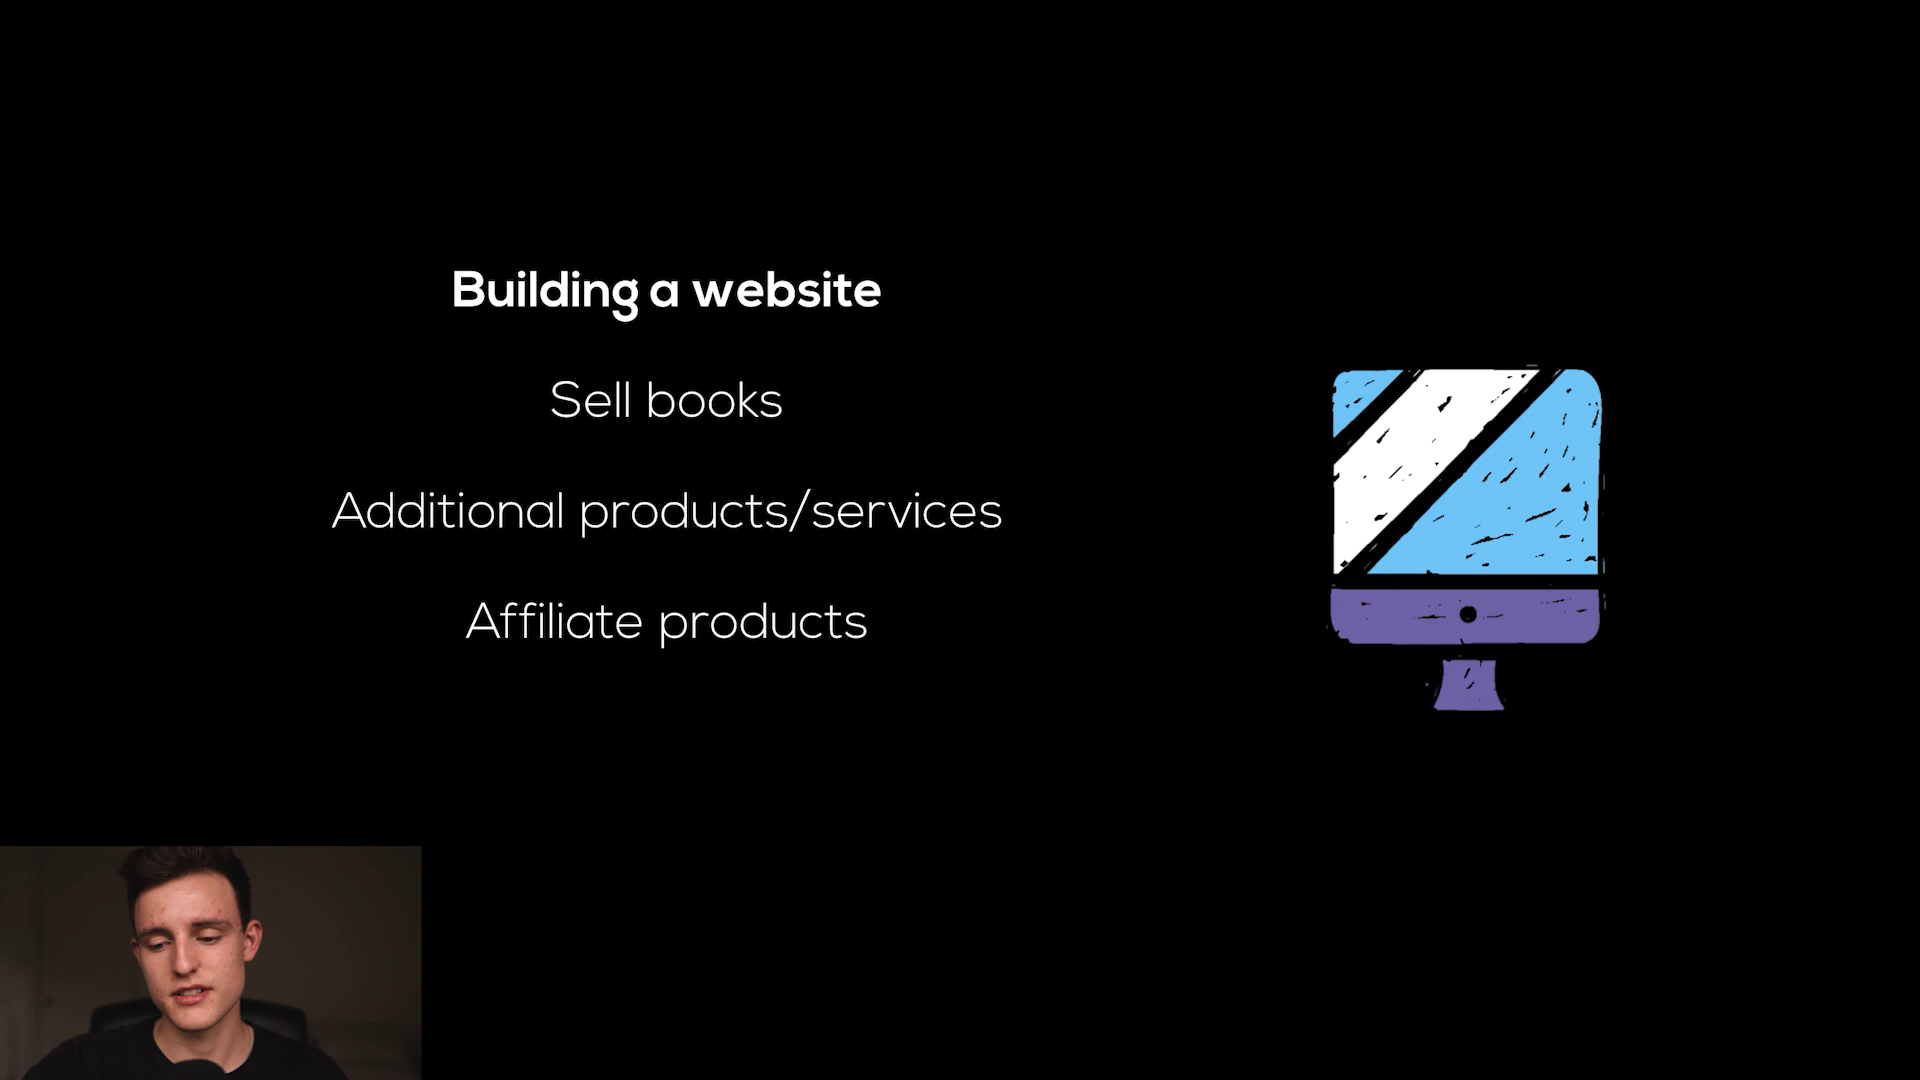 Building a website
Sell books
Additional products/services
Affiliate products